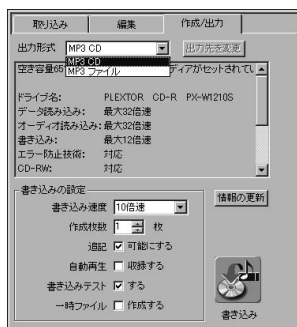 取り込み 編集 作成/出力
出力形式 MP3 CD 出力先を変更
MP3 CD
MP3 ファイル
空き容量65 ディアがセットされてい
ドライブ名: PLEXTOR CD-R PX-W1210S
データ読み込み: 最大32倍速
オーディオ読み込み: 最大32倍速
書き込み: 最大12倍速
エラー防止技術: 対応
CD-RW: 対応
書き込みの設定
情報の更新
書き込み速度 10倍速
作成枚数 1 枚
追記 可能にする
自動再生 収録する
書き込みテスト する
一時ファイル 作成する
書き込み